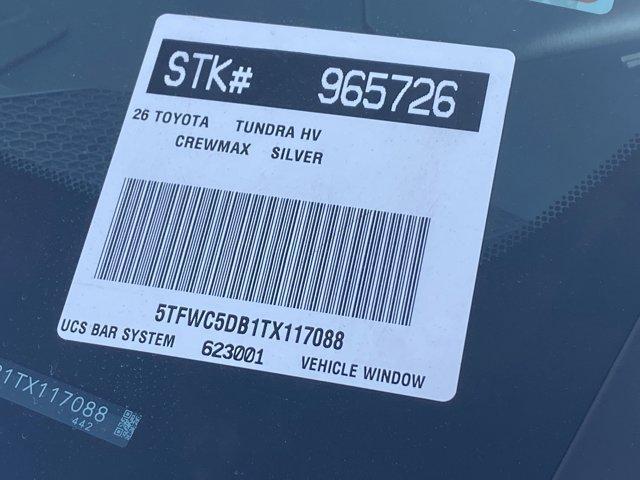 STK# 965726
26 TOYOTA TUNDRA HV
CREWMAX SILVER
5TFWC5DB1TX117088
UCS BAR SYSTEM 623001 VEHICLE WINDOW
1TX117088
442